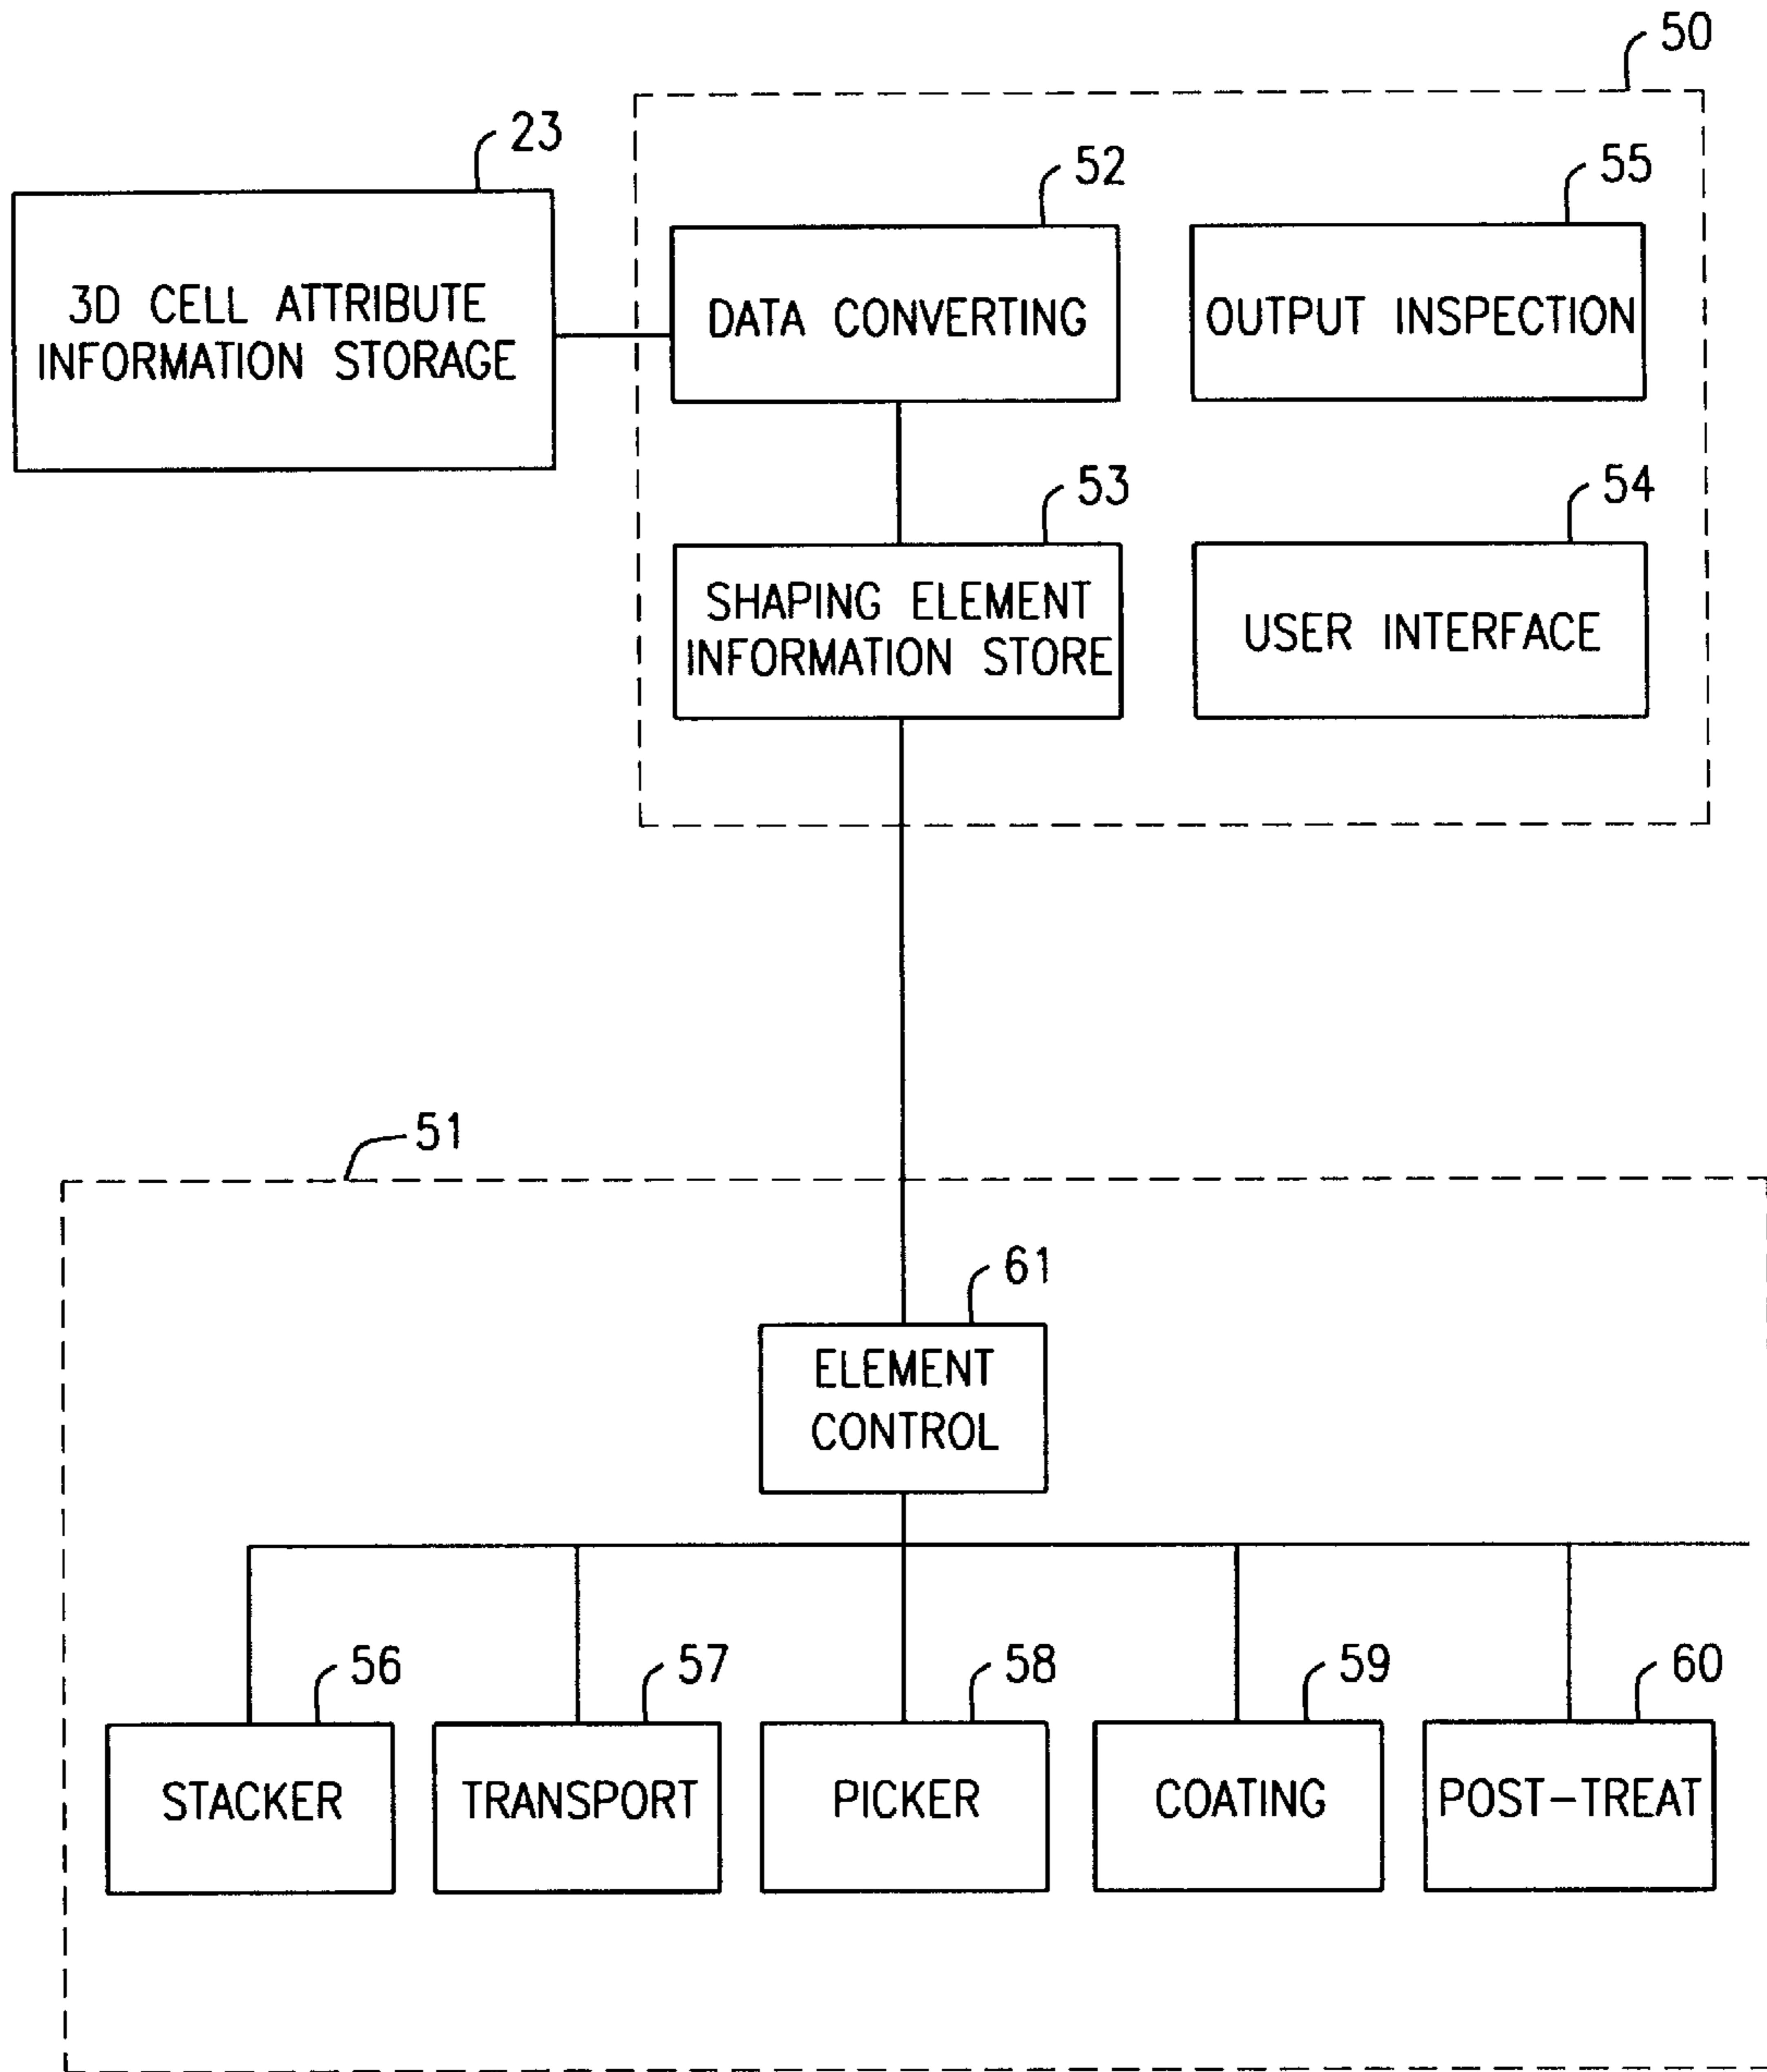 50
23
52
55
3D CELL ATTRIBUTE
INFORMATION STORAGE
DATA CONVERTING
OUTPUT INSPECTION
53
54
SHAPING ELEMENT
INFORMATION STORE
USER INTERFACE
51
61
ELEMENT
CONTROL
56
57
58
59
60
STACKER
TRANSPORT
PICKER
COATING
POST-TREAT